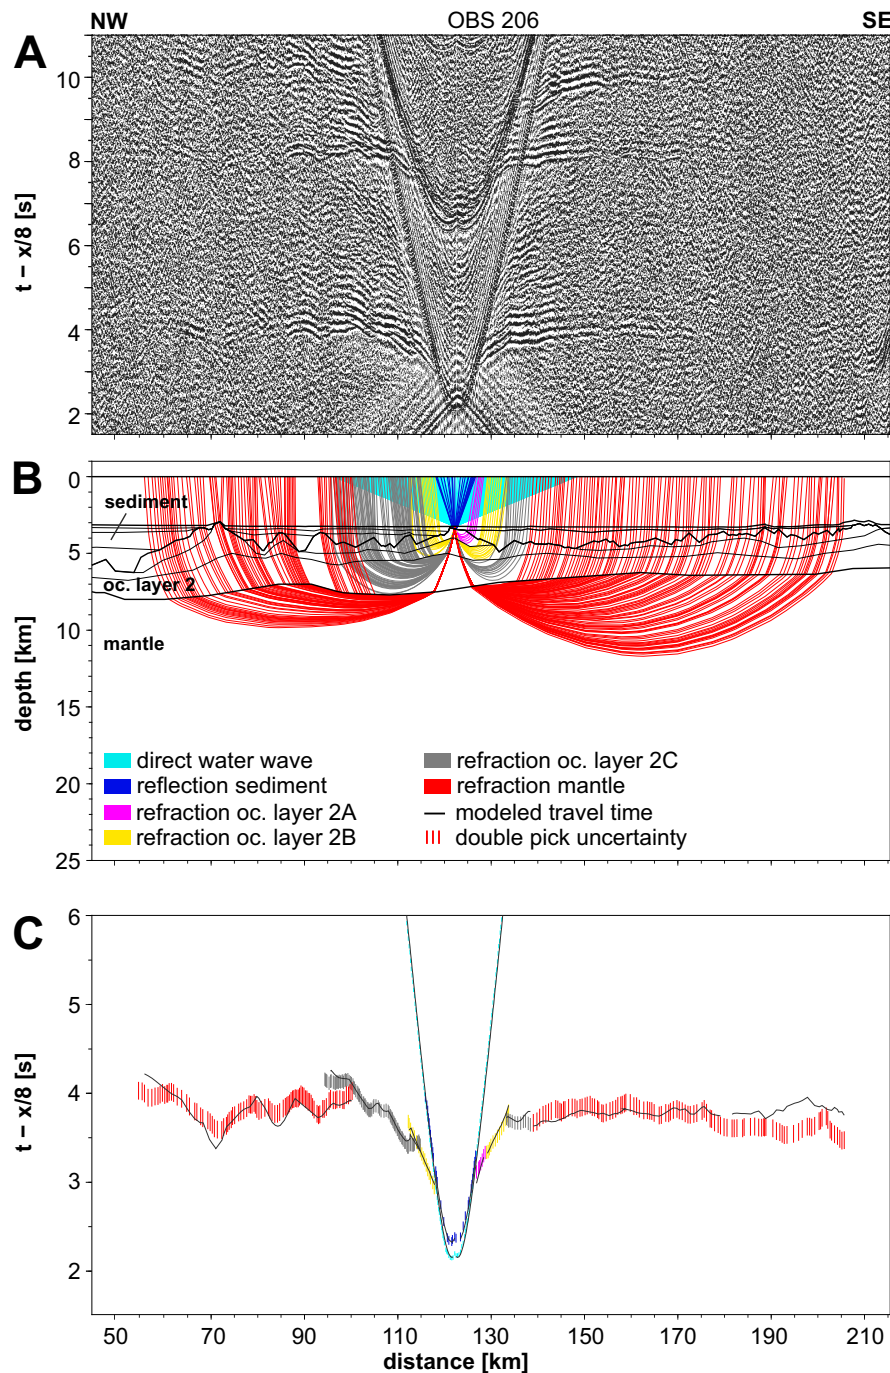 NW OBS 206 SE
A
10
8
6
4
2
t − x/8 [s]
B
0
5
10
15
20
25
depth [km]
sediment
oc. layer 2
mantle
direct water wave
reflection sediment
refraction oc. layer 2A
refraction oc. layer 2B
refraction oc. layer 2C
refraction mantle
modeled travel time
double pick uncertainty
C
6
5
4
3
2
t − x/8 [s]
50 70 90 110 130 150 170 190 210
distance [km]